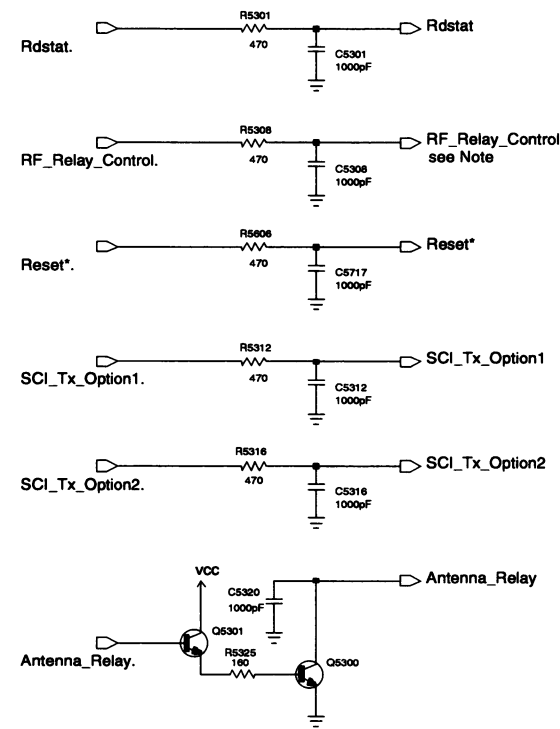 R5301
Rdstat
Rdstat.
470
C5301
1000pF
R5308
RF_Relay_Control
see Note
RF_Relay_Control.
470
C5308
1000pF
R5606
Reset*
Reset*.
470
C5717
1000pF
R5312
SCI_Tx_Option1
SCI_Tx_Option1.
470
C5312
1000pF
R5316
SCI_Tx_Option2
SCI_Tx_Option2.
470
C5316
1000pF
VCC
C5320
1000pF
Antenna_Relay
Q5301
Antenna_Relay.
R5325
160
Q5300